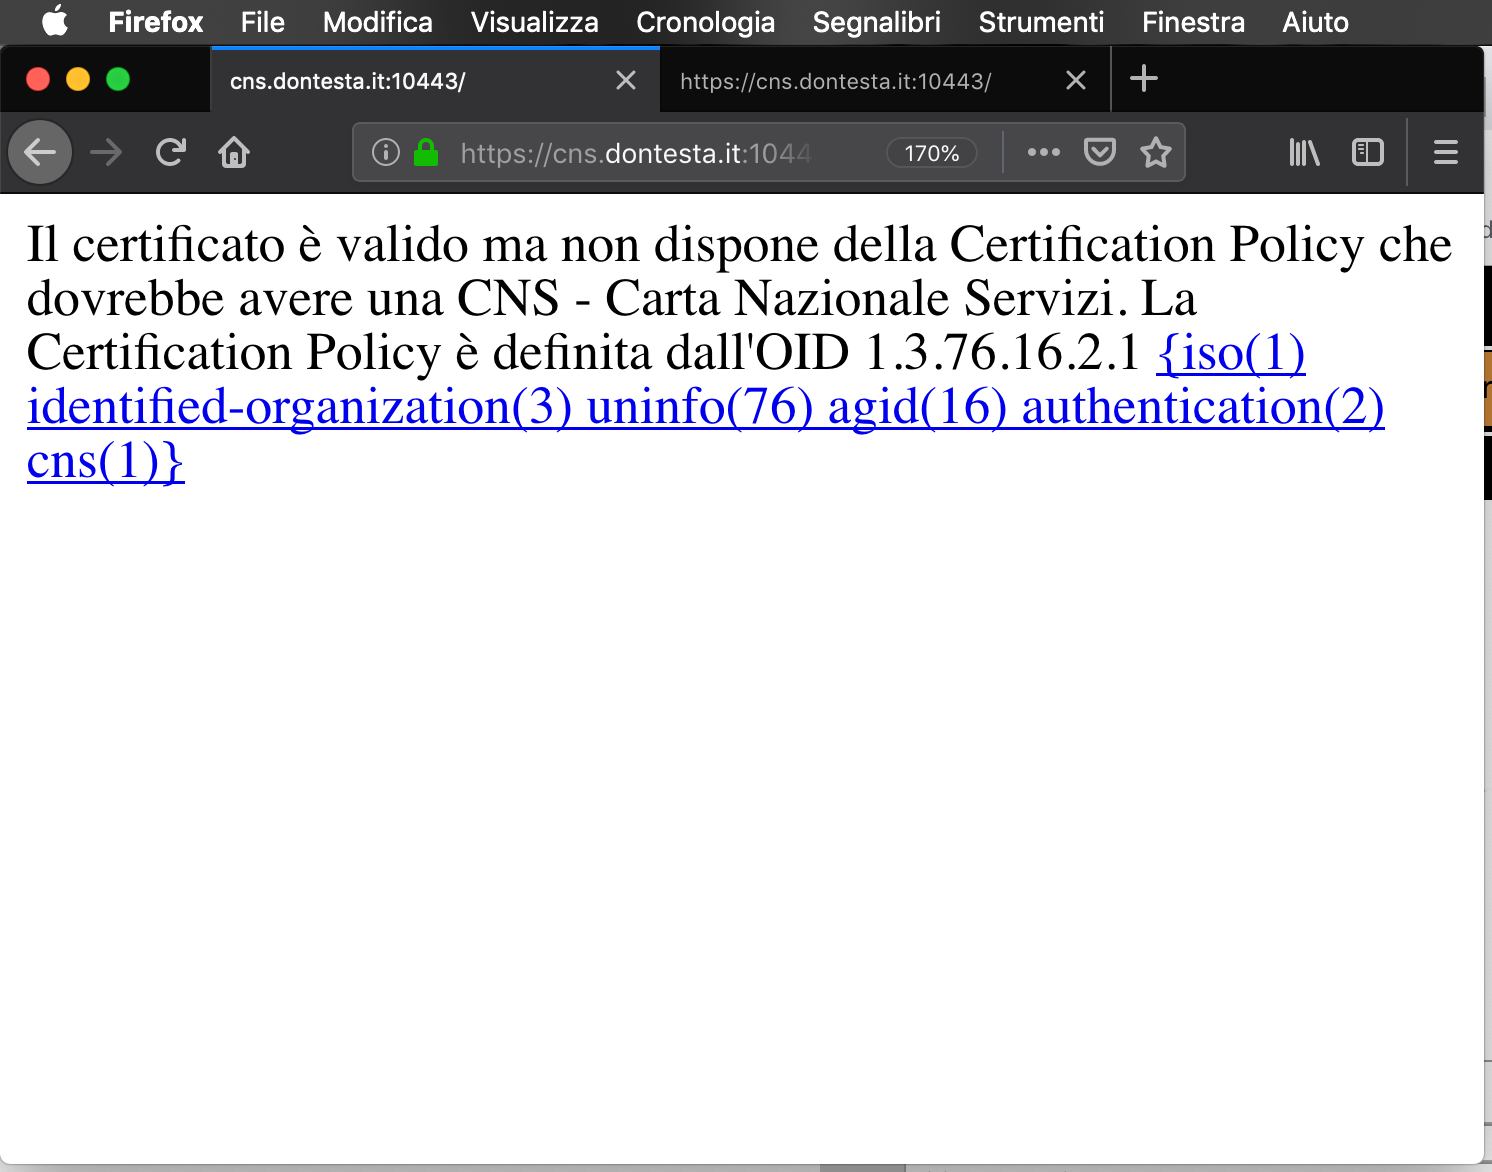 Firefox File Modifica Visualizza Cronologia Segnalibri Strumenti Finestra Aiuto
cns.dontesta.it:10443/ https://cns.dontesta.it:10443/
https://cns.dontesta.it:1044 170%
Il certificato è valido ma non dispone della Certification Policy che
dovrebbe avere una CNS - Carta Nazionale Servizi. La
Certification Policy è definita dall'OID 1.3.76.16.2.1 {iso(1)
identified-organization(3) uninfo(76) agid(16) authentication(2)
cns(1)}